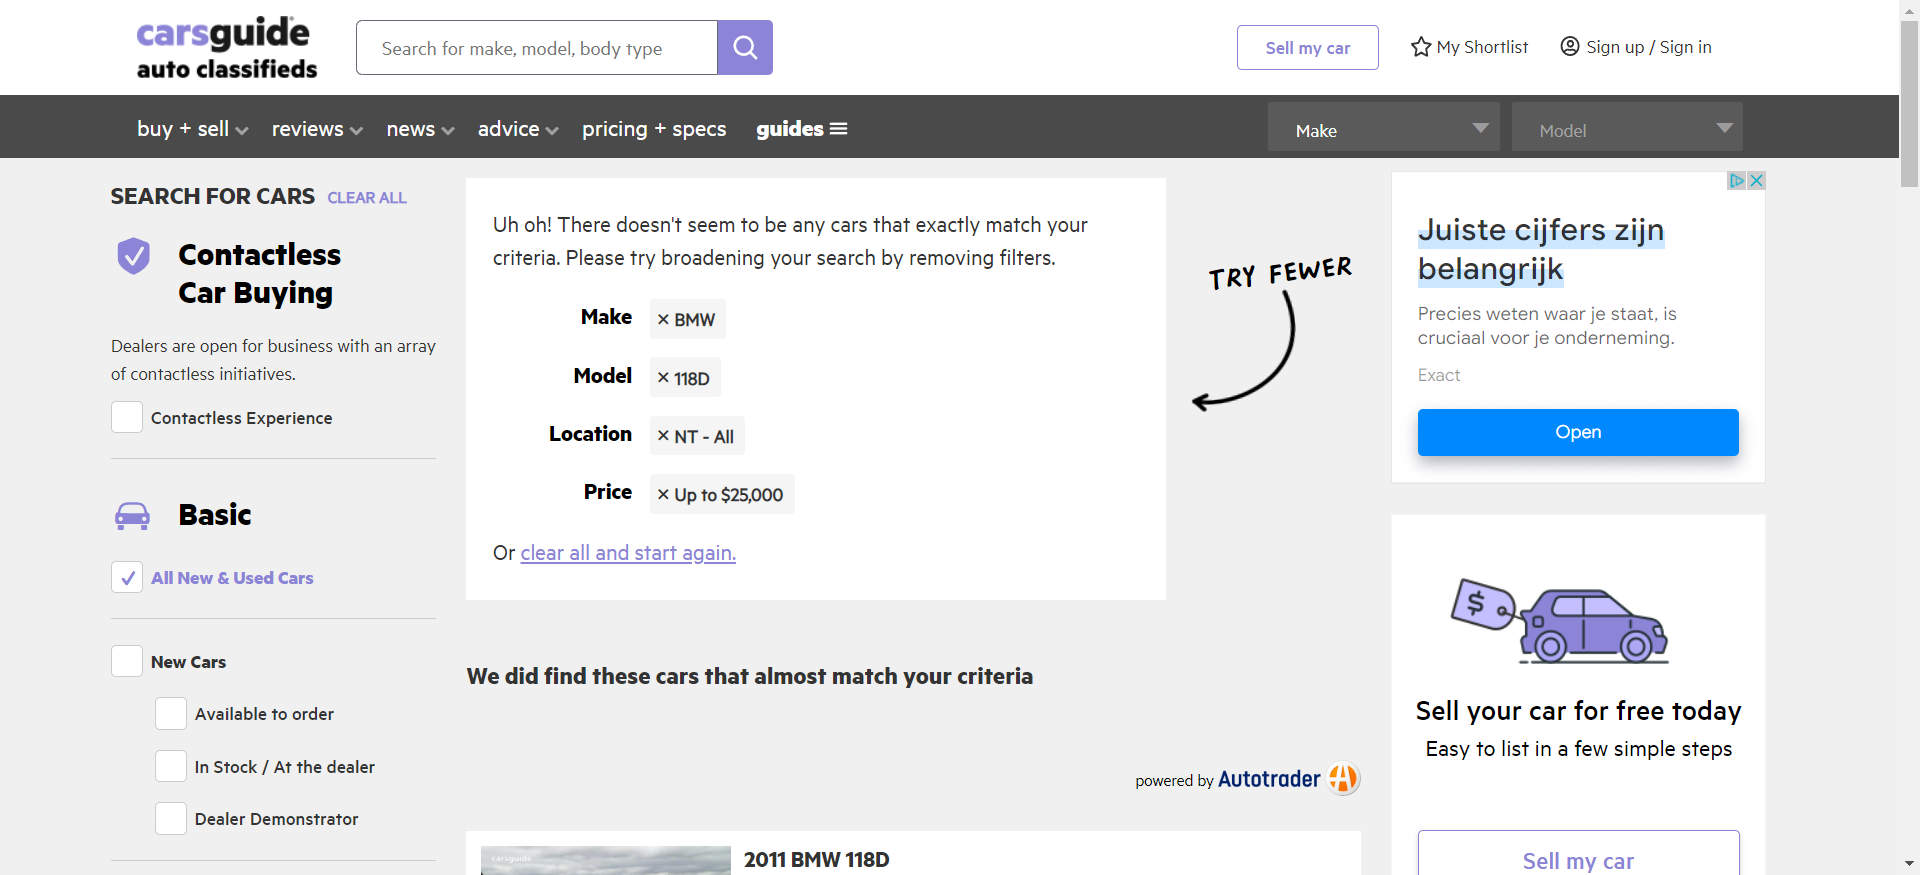 carsguide
auto classifieds
Search for make, model, body type
Sell my car
My Shortlist
Sign up / Sign in
buy + sell
reviews
news
advice
pricing + specs
guides
Make
Model
SEARCH FOR CARS CLEAR ALL
Contactless
Car Buying
Dealers are open for business with an array
of contactless initiatives.
Contactless Experience
Basic
All New & Used Cars
New Cars
Available to order
In Stock / At the dealer
Dealer Demonstrator
Uh oh! There doesn't seem to be any cars that exactly match your
criteria. Please try broadening your search by removing filters.
Make × BMW
Model × 118D
Location × NT - All
Price × Up to $25,000
Or clear all and start again.
TRY FEWER
We did find these cars that almost match your criteria
powered by Autotrader
carsguide
2011 BMW 118D
Juiste cijfers zijn
belangrijk
Precies weten waar je staat, is
cruciaal voor je onderneming.
Exact
Open
$
Sell your car for free today
Easy to list in a few simple steps
Sell my car